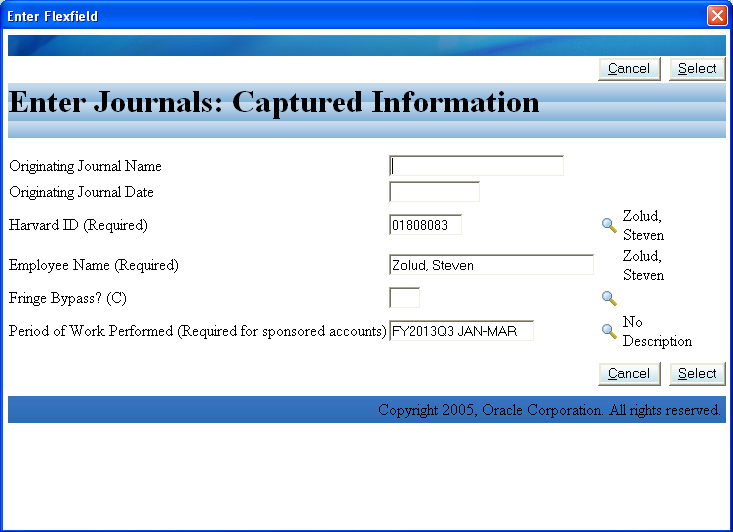 Enter Flexfield
Cancel Select
Enter Journals: Captured Information
Originating Journal Name
Originating Journal Date
Harvard ID (Required) 01808083 Zolud,
Steven
Employee Name (Required) Zolud, Steven Zolud,
Steven
Fringe Bypass? (C)
Period of Work Performed (Required for sponsored accounts) FY2013Q3 JAN-MAR No
Description
Cancel Select
Copyright 2005, Oracle Corporation. All rights reserved.